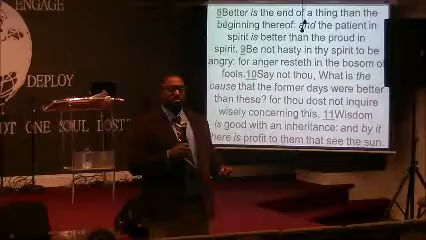 ENGAGE
DEPLOY
OT ONE SOUL LOST"
8Better is the end of a thing than the
beginning thereof: and the patient in
spirit is better than the proud in
spirit. 9Be not hasty in thy spirit to be
angry: for anger resteth in the bosom of
fools. 10Say not thou, What is the
cause that the former days were better
than these? for thou dost not inquire
wisely concerning this. 11Wisdom
is good with an inheritance: and by it
here is profit to them that see the sun.